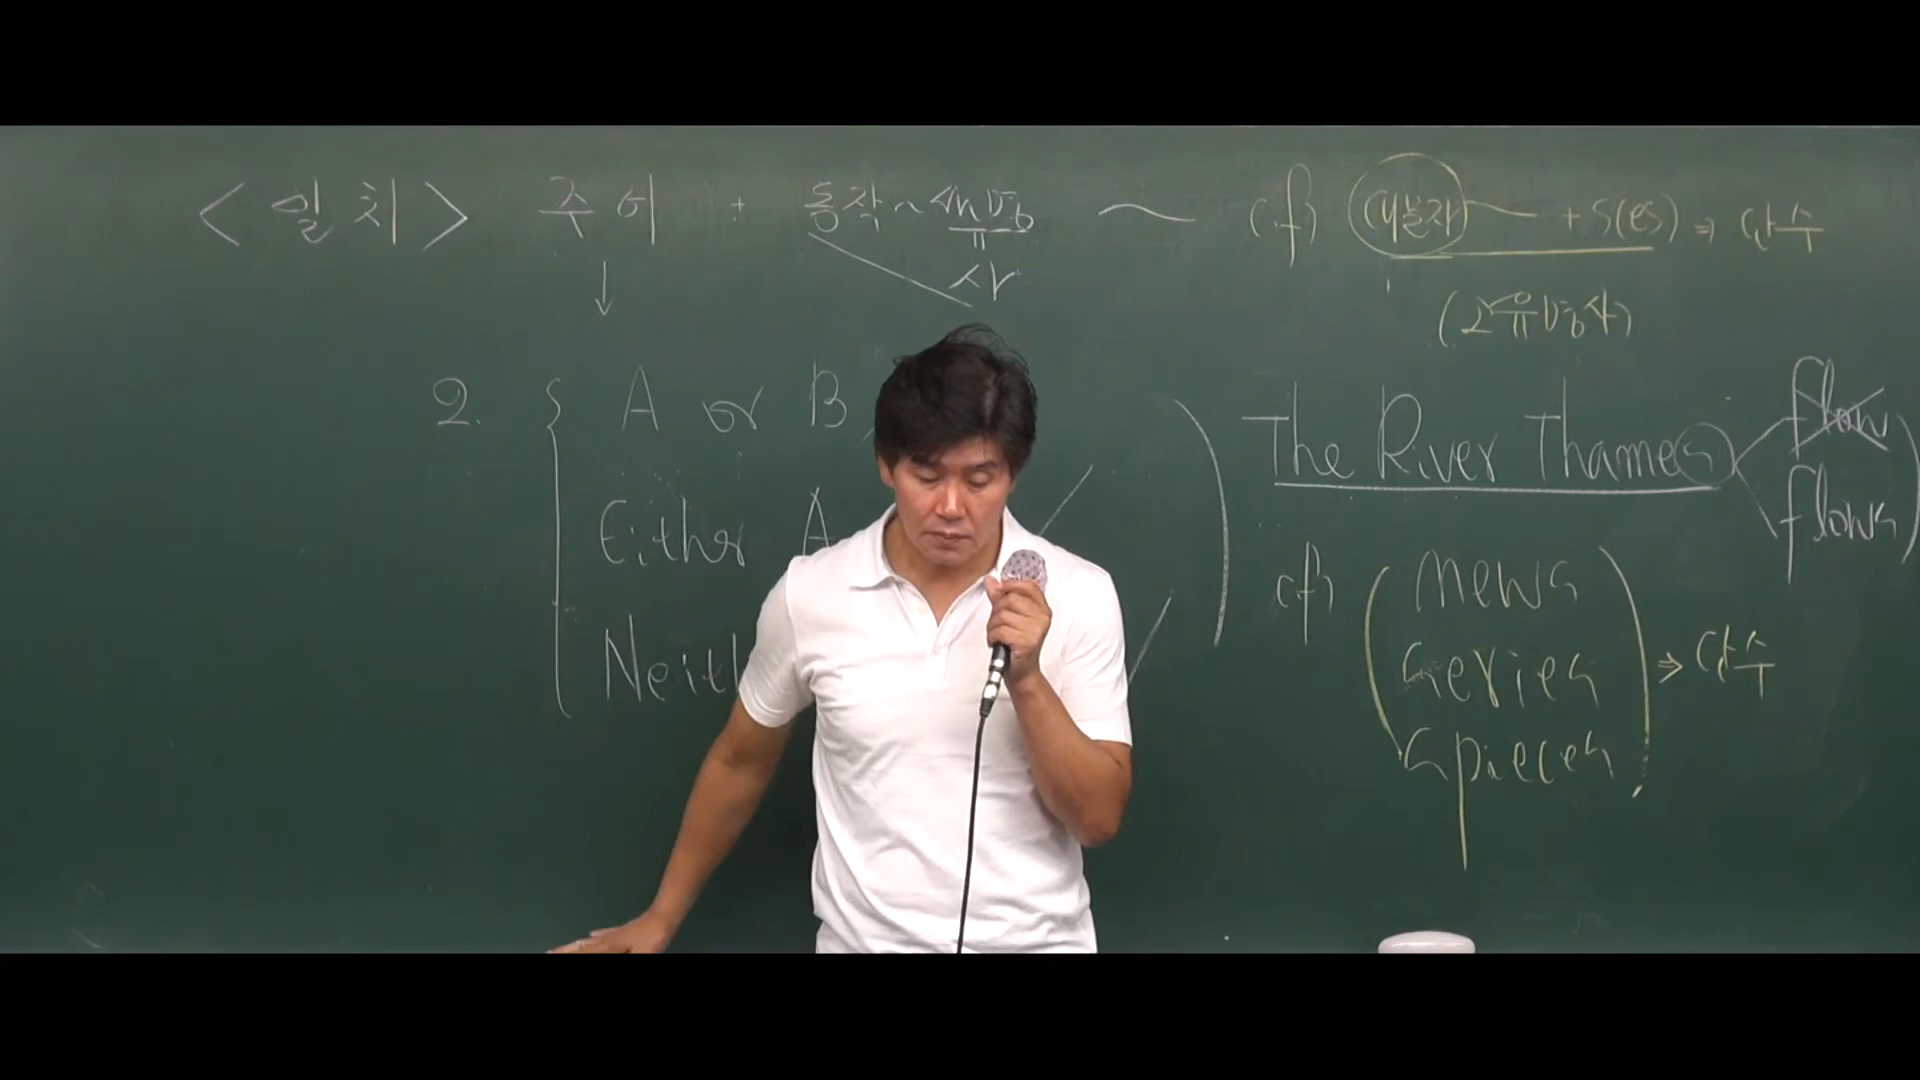 <일치> 주어 + 동작~ ~ cf) 대문자~ + s(es) ⇒ 단수
↓
사
(고유명사)
2. { A or B
Either A
Neith
The River Thames < flow
flows)
cf) ( news
series
species ) ⇒ 단수